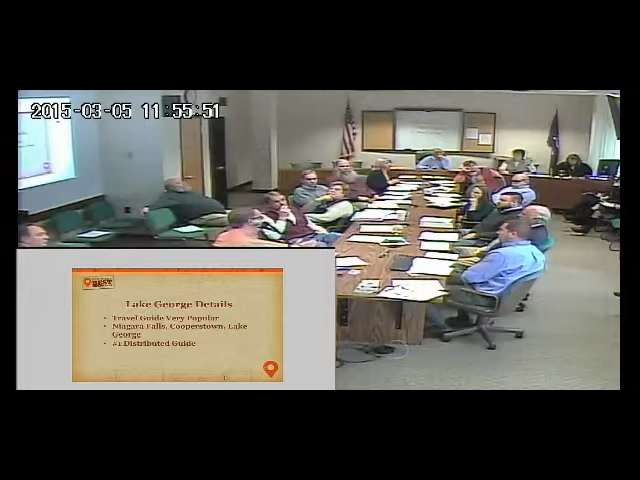 2015-03-05 11:55:51
BEST
Lake George Details
• Travel Guide Very Popular
• Niagara Falls, Cooperstown, Lake
George
• #1 Distributed Guide